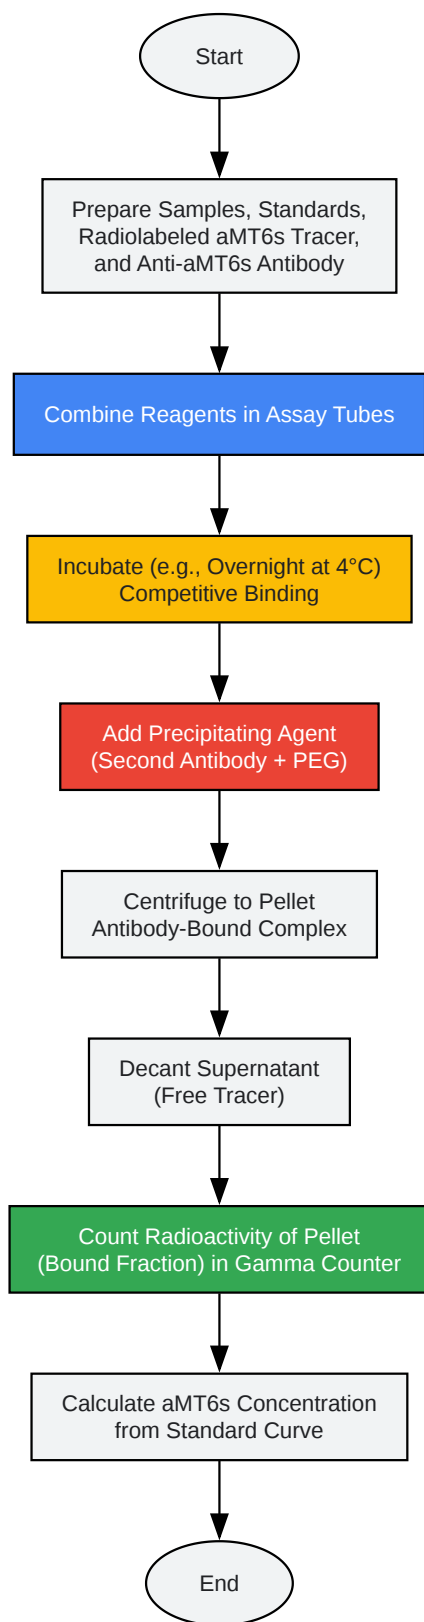 Start
Prepare Samples, Standards,
Radiolabeled aMT6s Tracer,
and Anti-aMT6s Antibody
Combine Reagents in Assay Tubes
Incubate (e.g., Overnight at 4°C)
Competitive Binding
Add Precipitating Agent
(Second Antibody + PEG)
Centrifuge to Pellet
Antibody-Bound Complex
Decant Supernatant
(Free Tracer)
Count Radioactivity of Pellet
(Bound Fraction) in Gamma Counter
Calculate aMT6s Concentration
from Standard Curve
End